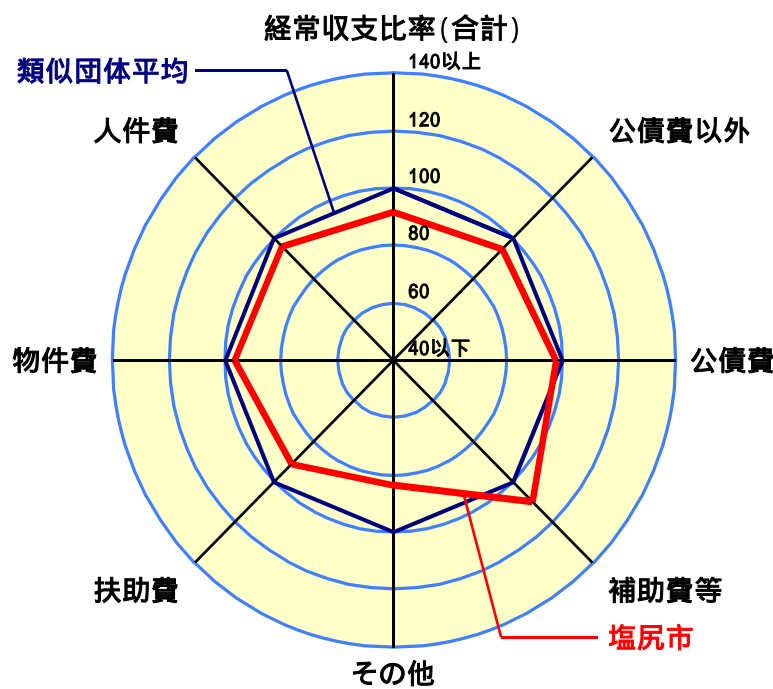 経常収支比率(合計)
140以上
類似団体平均
人件費
120
公債費以外
100
80
60
40以下
物件費
公債費
扶助費
補助費等
塩尻市
その他